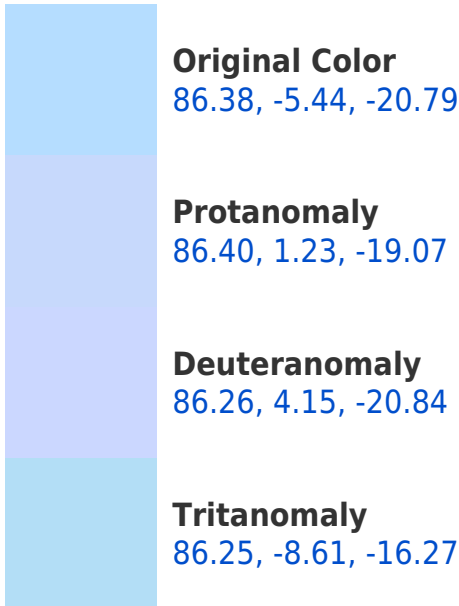 Original Color
86.38, -5.44, -20.79
Protanomaly
86.40, 1.23, -19.07
Deuteranomaly
86.26, 4.15, -20.84
Tritanomaly
86.25, -8.61, -16.27